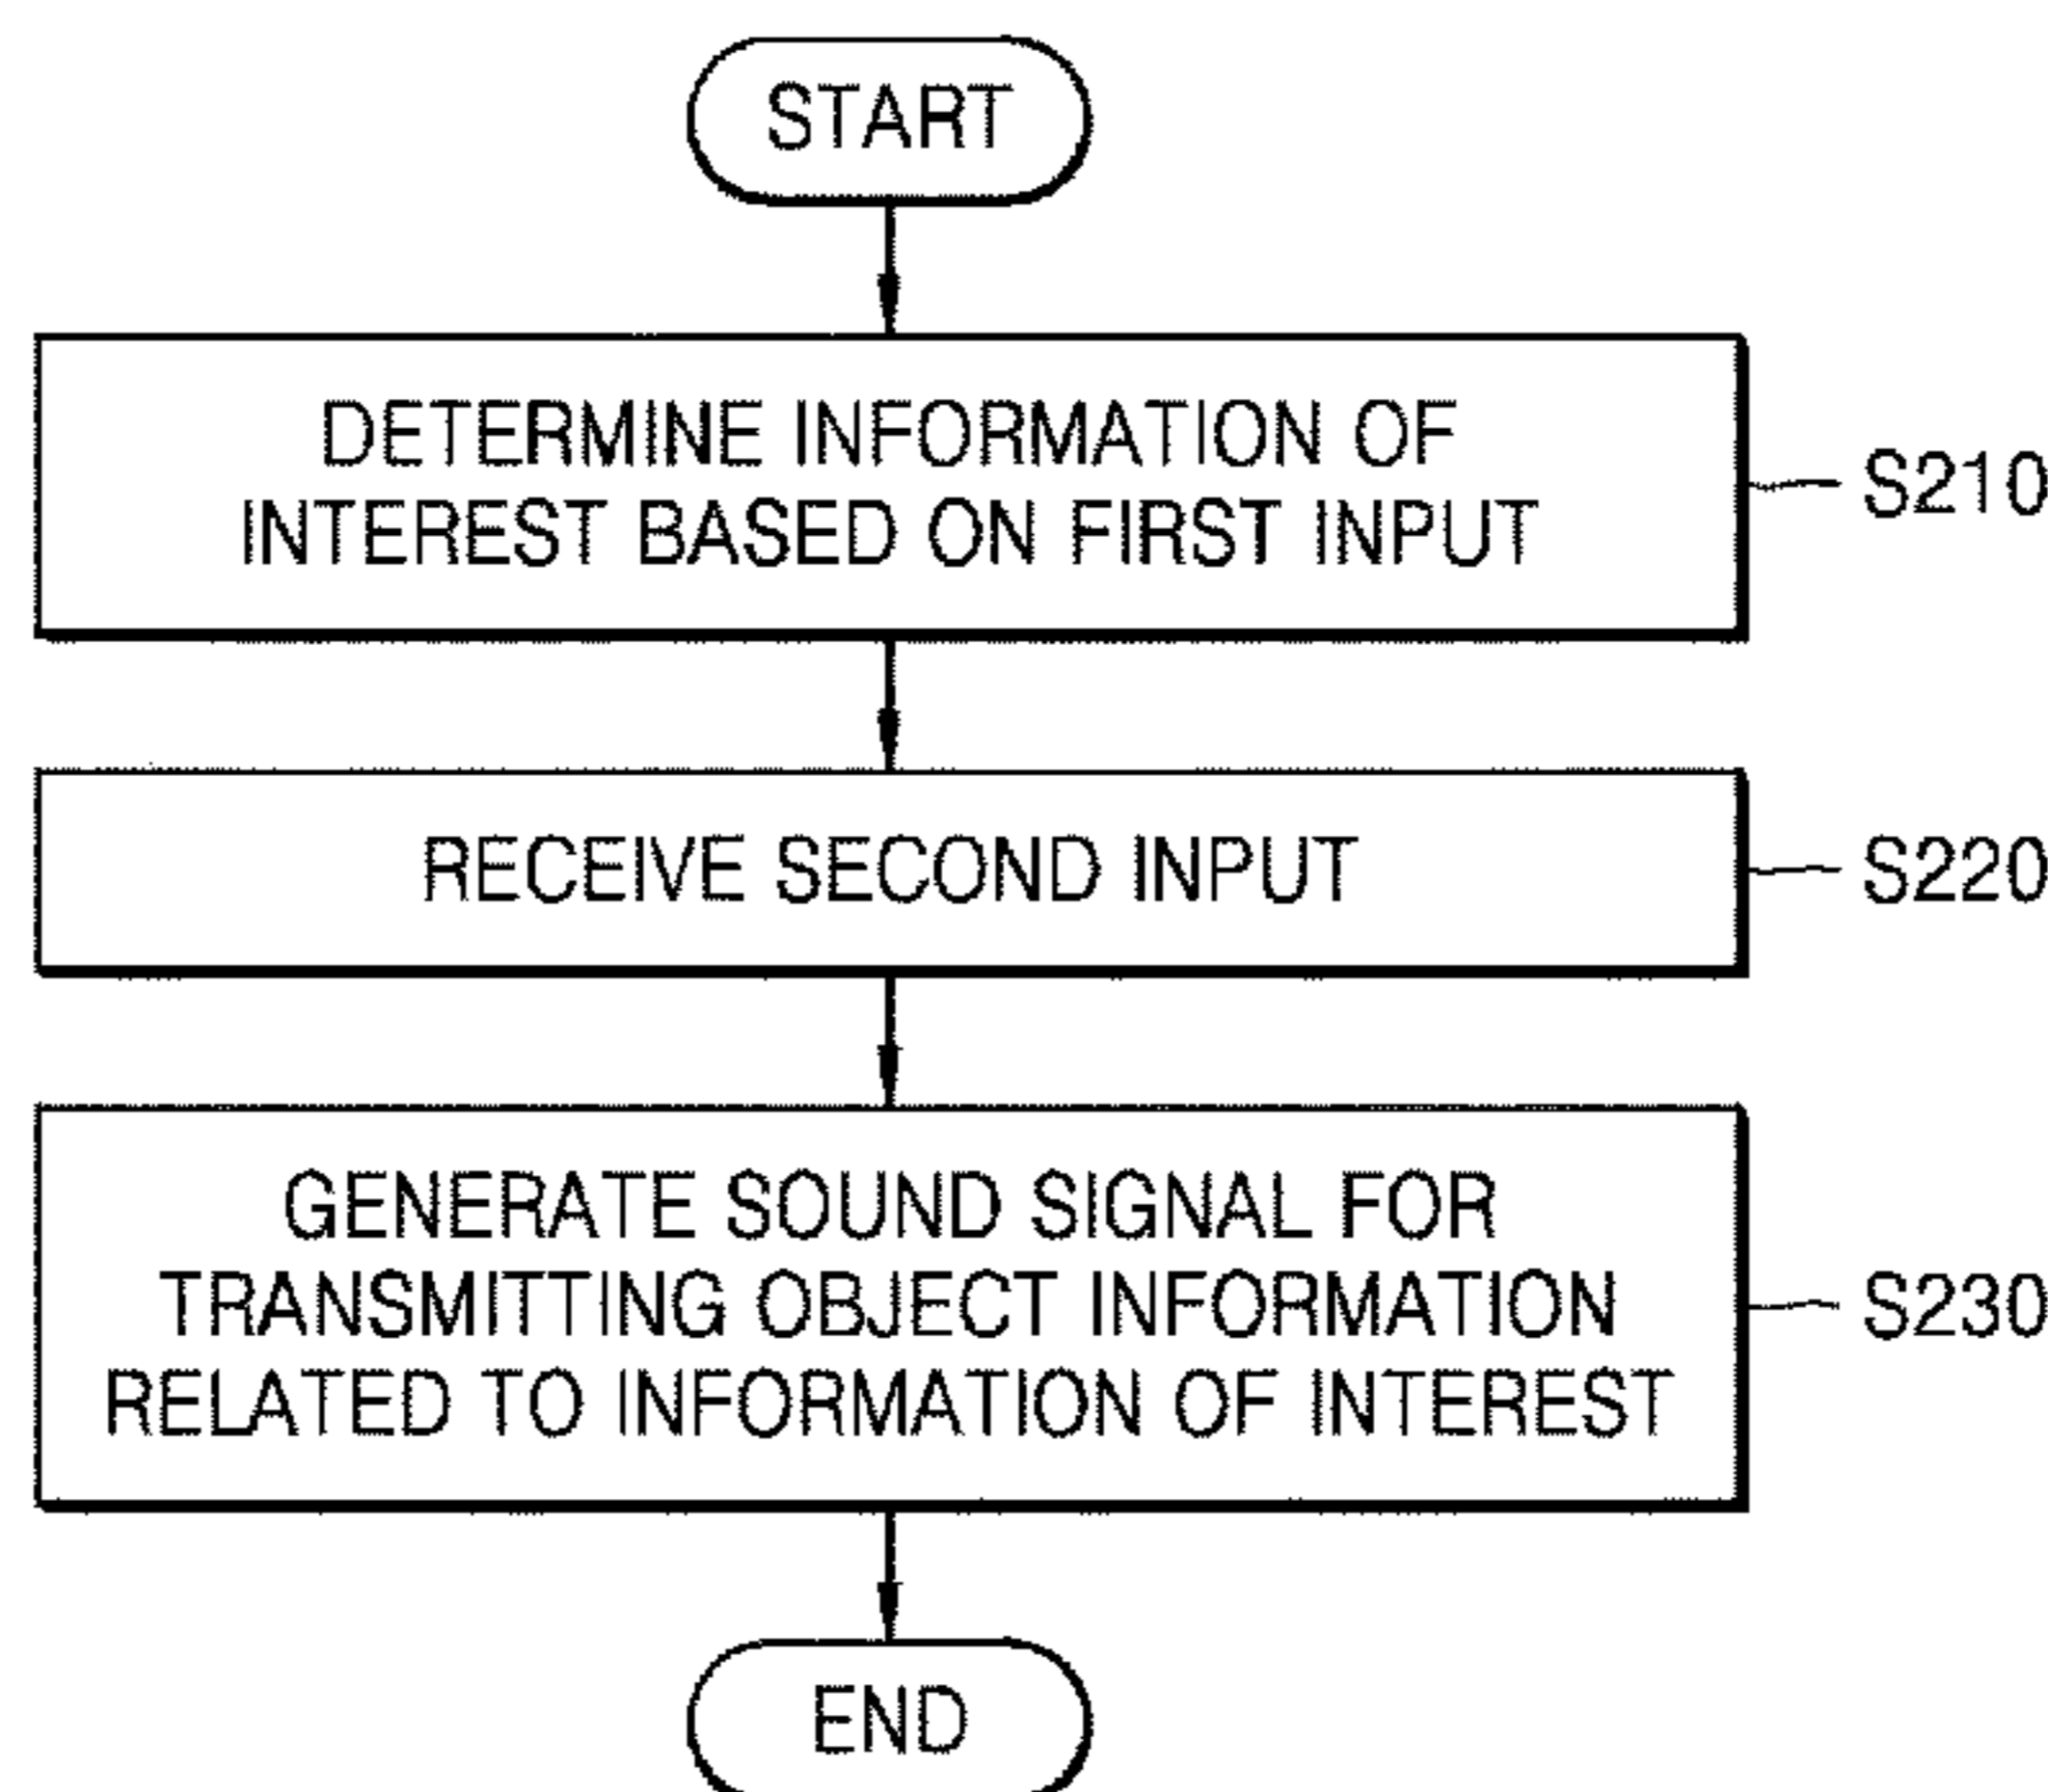 START
DETERMINE INFORMATION OF
INTEREST BASED ON FIRST INPUT
S210
RECEIVE SECOND INPUT
S220
GENERATE SOUND SIGNAL FOR
TRANSMITTING OBJECT INFORMATION
RELATED TO INFORMATION OF INTEREST
S230
END